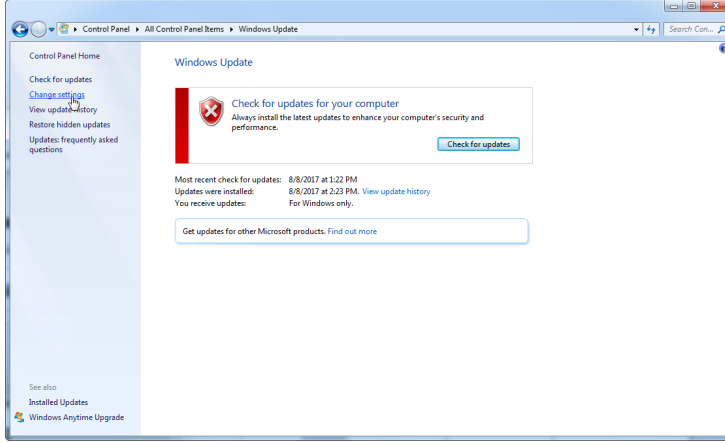 Control Panel ▸ All Control Panel Items ▸ Windows Update
Search Con...
Control Panel Home
Check for updates
Change settings
View update history
Restore hidden updates
Updates: frequently asked
questions
Windows Update
Check for updates for your computer
Always install the latest updates to enhance your computer's security and
performance.
Check for updates
Most recent check for updates: 8/8/2017 at 1:22 PM
Updates were installed: 8/8/2017 at 2:23 PM. View update history
You receive updates: For Windows only.
Get updates for other Microsoft products. Find out more
See also
Installed Updates
Windows Anytime Upgrade